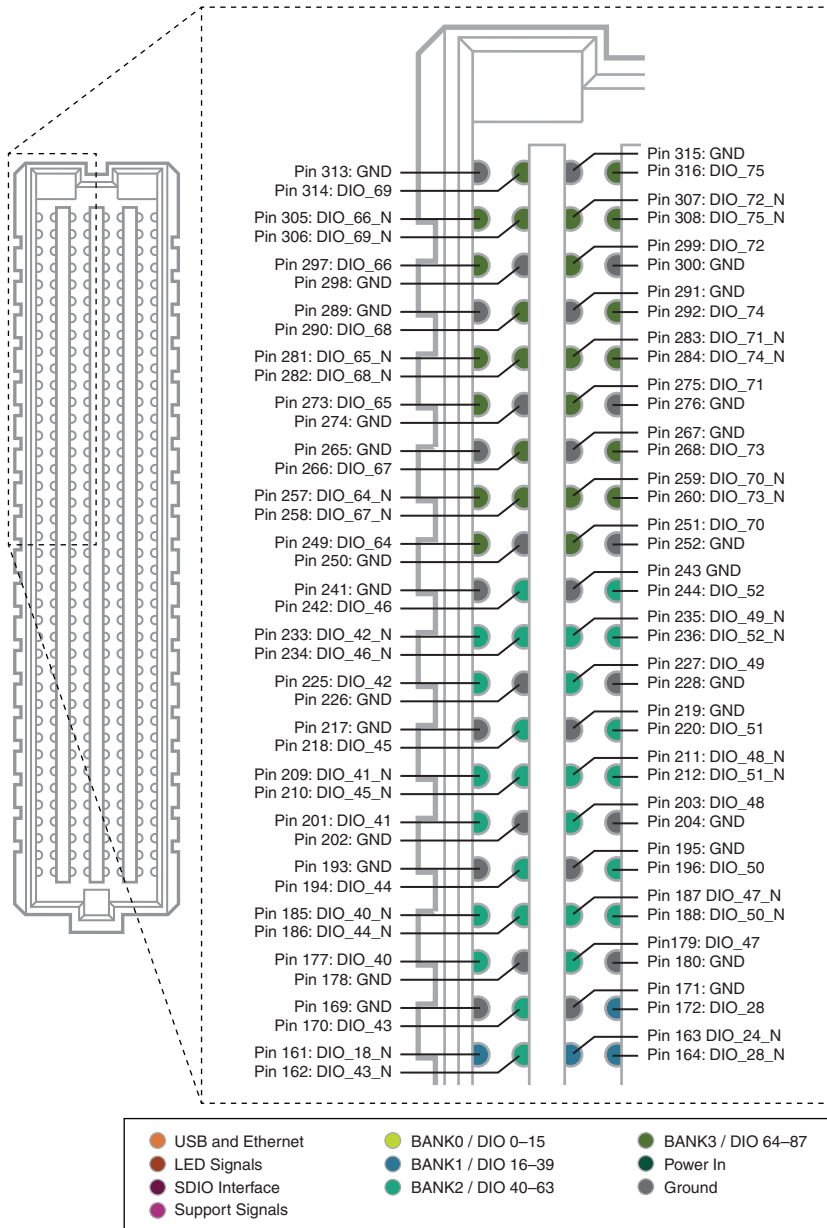 Pin 313: GND
Pin 314: DIO_69
Pin 315: GND
Pin 316: DIO_75
Pin 305: DIO_66_N
Pin 306: DIO_69_N
Pin 307: DIO_72_N
Pin 308: DIO_75_N
Pin 297: DIO_66
Pin 298: GND
Pin 299: DIO_72
Pin 300: GND
Pin 289: GND
Pin 290: DIO_68
Pin 291: GND
Pin 292: DIO_74
Pin 281: DIO_65_N
Pin 282: DIO_68_N
Pin 283: DIO_71_N
Pin 284: DIO_74_N
Pin 273: DIO_65
Pin 274: GND
Pin 275: DIO_71
Pin 276: GND
Pin 265: GND
Pin 266: DIO_67
Pin 267: GND
Pin 268: DIO_73
Pin 257: DIO_64_N
Pin 258: DIO_67_N
Pin 259: DIO_70_N
Pin 260: DIO_73_N
Pin 249: DIO_64
Pin 250: GND
Pin 251: DIO_70
Pin 252: GND
Pin 241: GND
Pin 242: DIO_46
Pin 243 GND
Pin 244: DIO_52
Pin 233: DIO_42_N
Pin 234: DIO_46_N
Pin 235: DIO_49_N
Pin 236: DIO_52_N
Pin 225: DIO_42
Pin 226: GND
Pin 227: DIO_49
Pin 228: GND
Pin 217: GND
Pin 218: DIO_45
Pin 219: GND
Pin 220: DIO_51
Pin 209: DIO_41_N
Pin 210: DIO_45_N
Pin 211: DIO_48_N
Pin 212: DIO_51_N
Pin 201: DIO_41
Pin 202: GND
Pin 203: DIO_48
Pin 204: GND
Pin 193: GND
Pin 194: DIO_44
Pin 195: GND
Pin 196: DIO_50
Pin 185: DIO_40_N
Pin 186: DIO_44_N
Pin 187 DIO_47_N
Pin 188: DIO_50_N
Pin 177: DIO_40
Pin 178: GND
Pin179: DIO_47
Pin 180: GND
Pin 169: GND
Pin 170: DIO_43
Pin 171: GND
Pin 172: DIO_28
Pin 161: DIO_18_N
Pin 162: DIO_43_N
Pin 163 DIO_24_N
Pin 164: DIO_28_N
USB and Ethernet
LED Signals
SDIO Interface
Support Signals
BANK0 / DIO 0–15
BANK1 / DIO 16–39
BANK2 / DIO 40–63
BANK3 / DIO 64–87
Power In
Ground